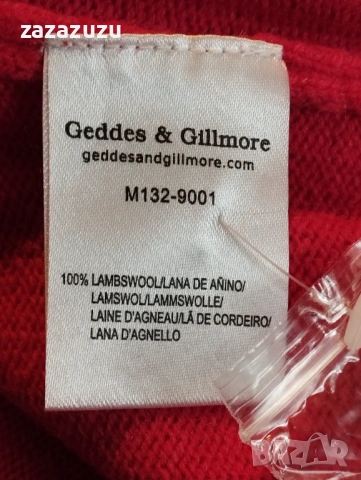 zazazuzu
Geddes & Gillmore
geddesandgillmore.com
M132-9001
100% LAMBSWOOL/LANA DE AÑINO/
LAMSWOL/LAMMSWOLLE/
LAINE D'AGNEAU/LÃ DE CORDEIRO/
LANA D'AGNELLO
BAZAR